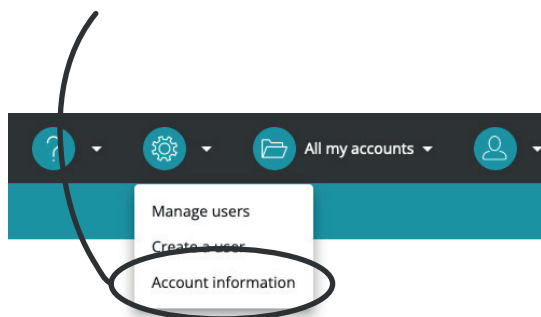 ?
All my accounts
Manage users
Create a user
Account information